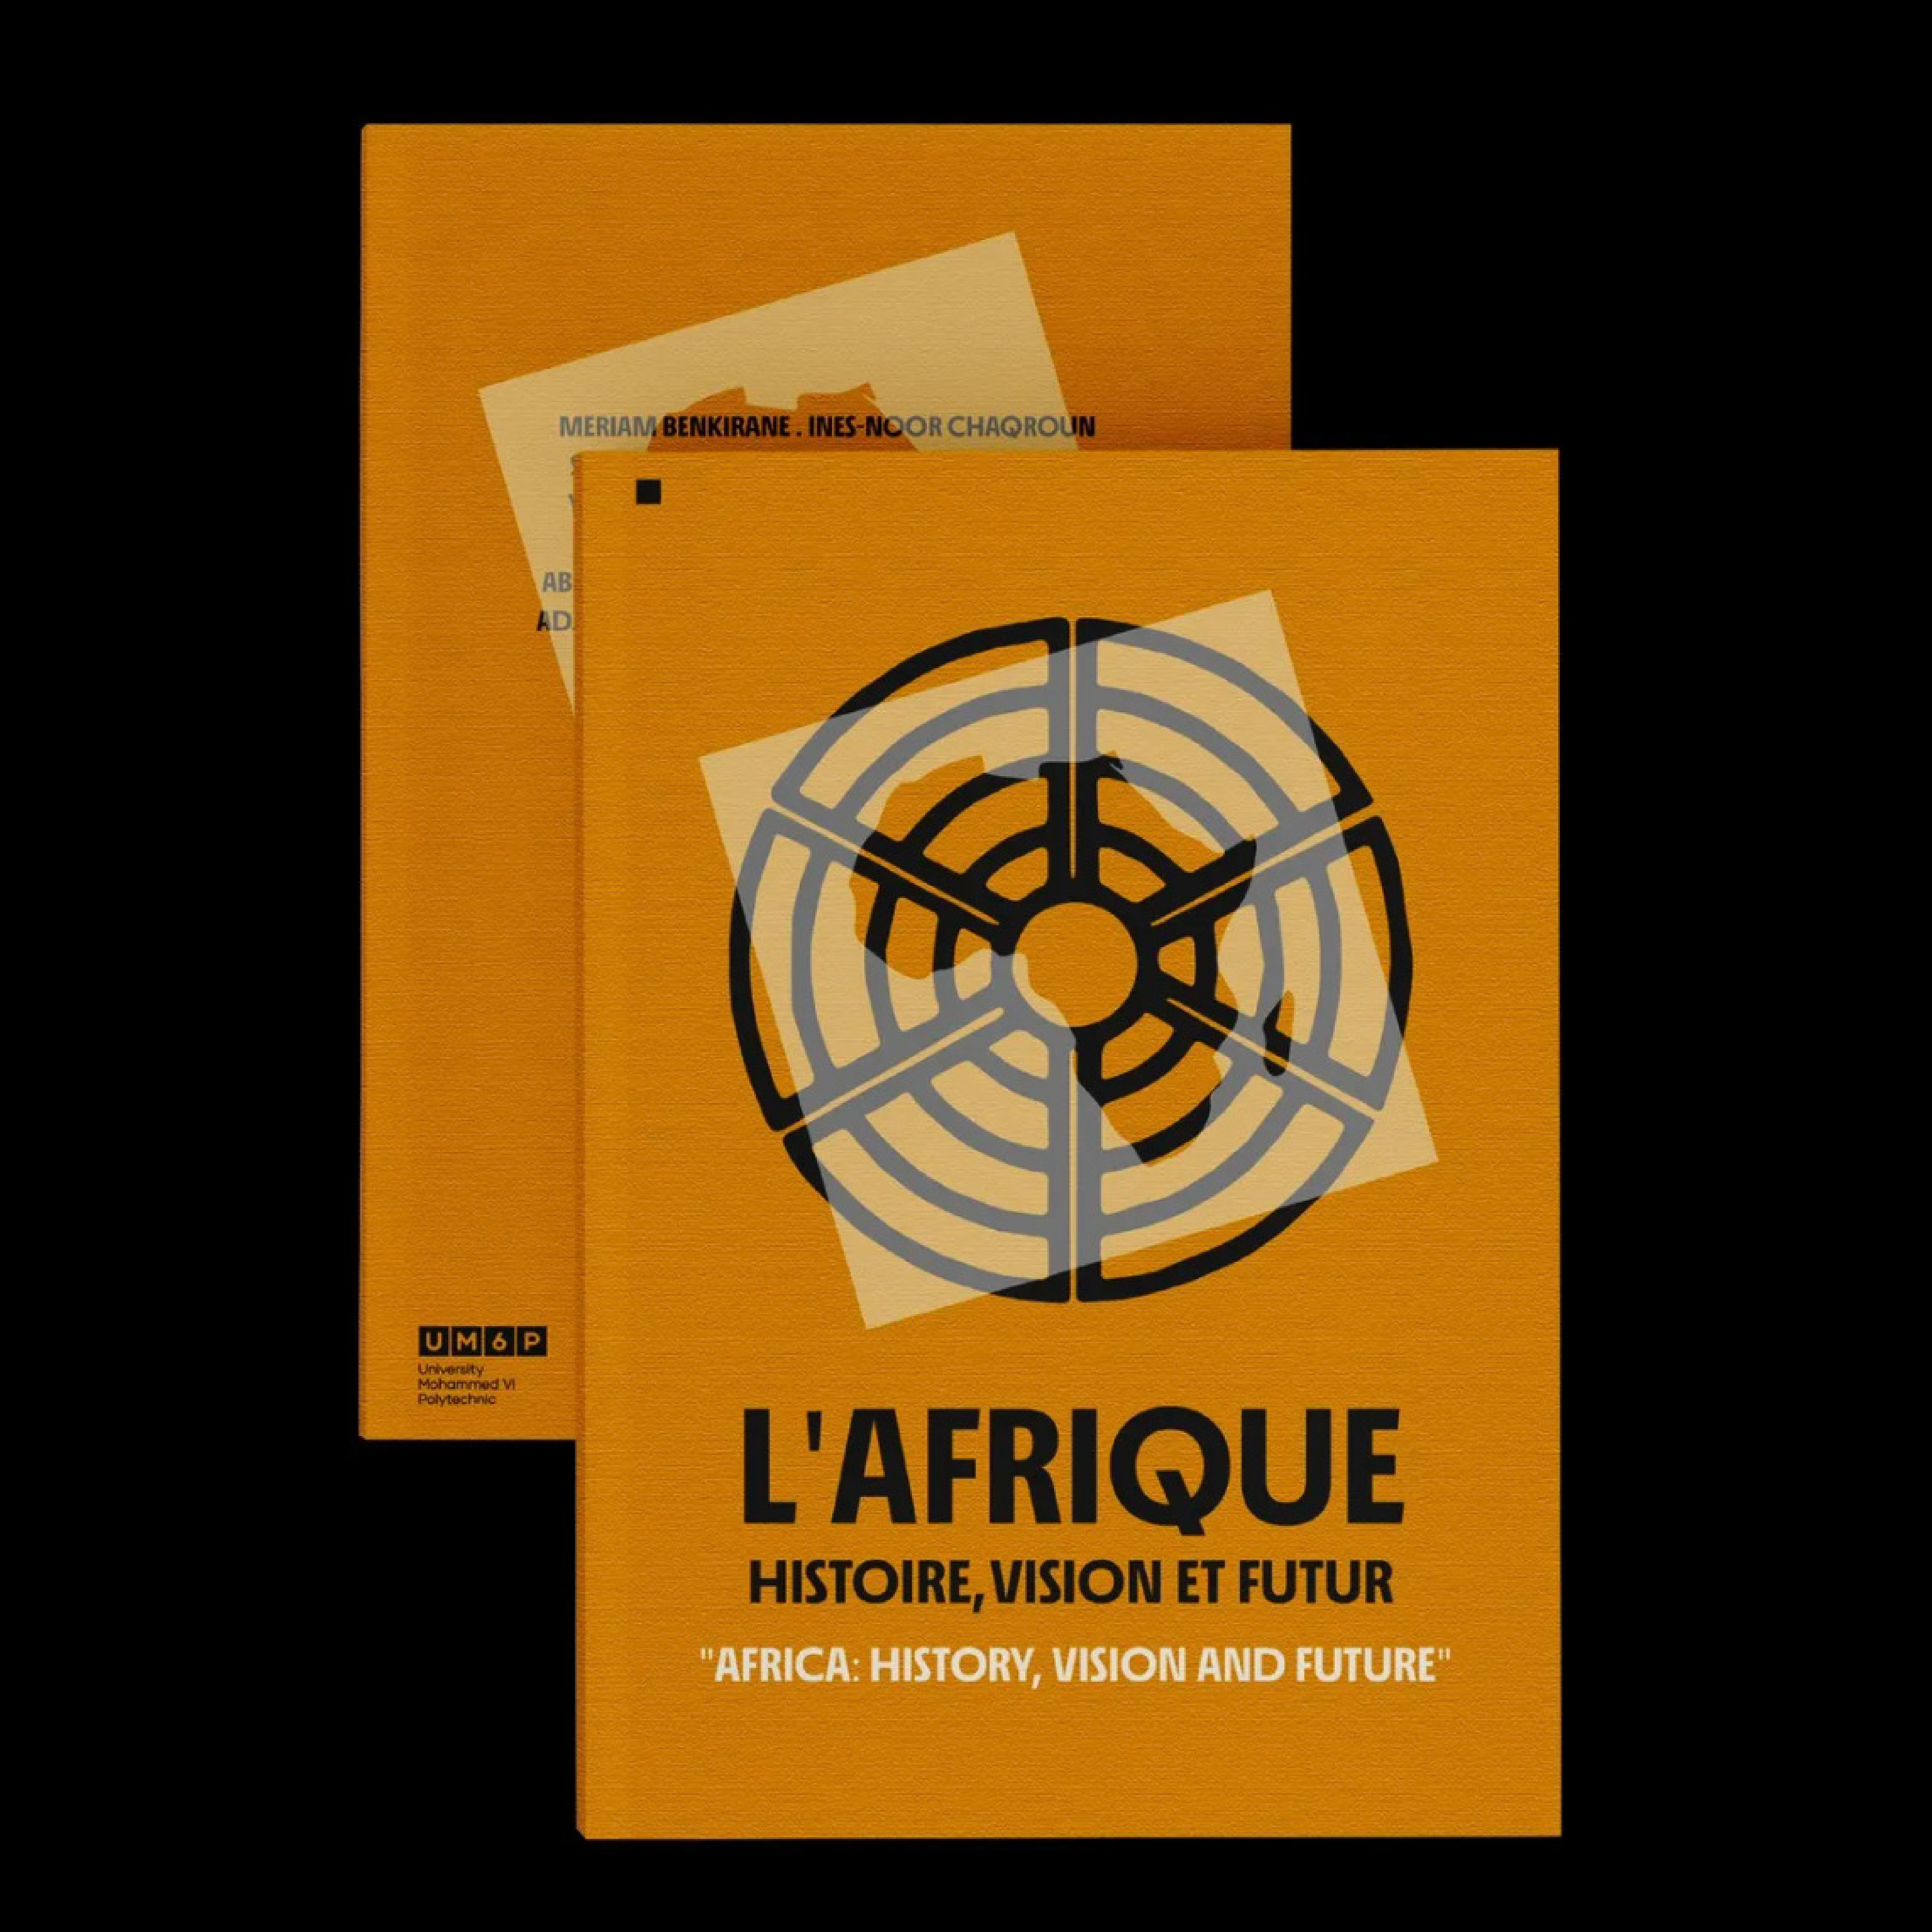 MERIAM BENKIRANE . INES-NOOR CHAQROUN
UM6P
University
Mohammed VI
Polytechnic
L'AFRIQUE
HISTOIRE, VISION ET FUTUR
"AFRICA: HISTORY, VISION AND FUTURE"